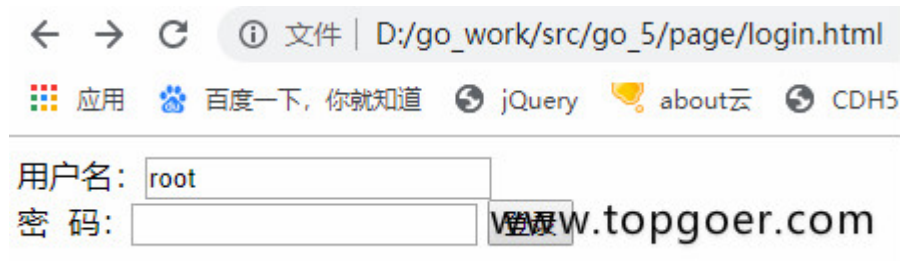 文件 | D:/go_work/src/go_5/page/login.html
应用 百度一下，你就知道 jQuery about云 CDH5
用户名：root
密 码：
www.topgoer.com